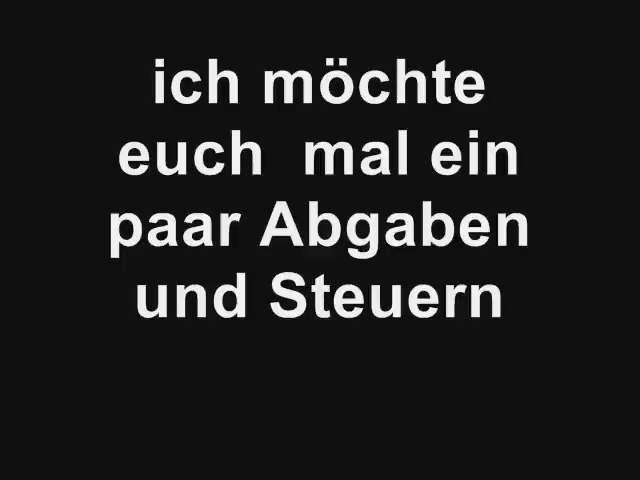 ich möchte
euch  mal ein
paar Abgaben
und Steuern